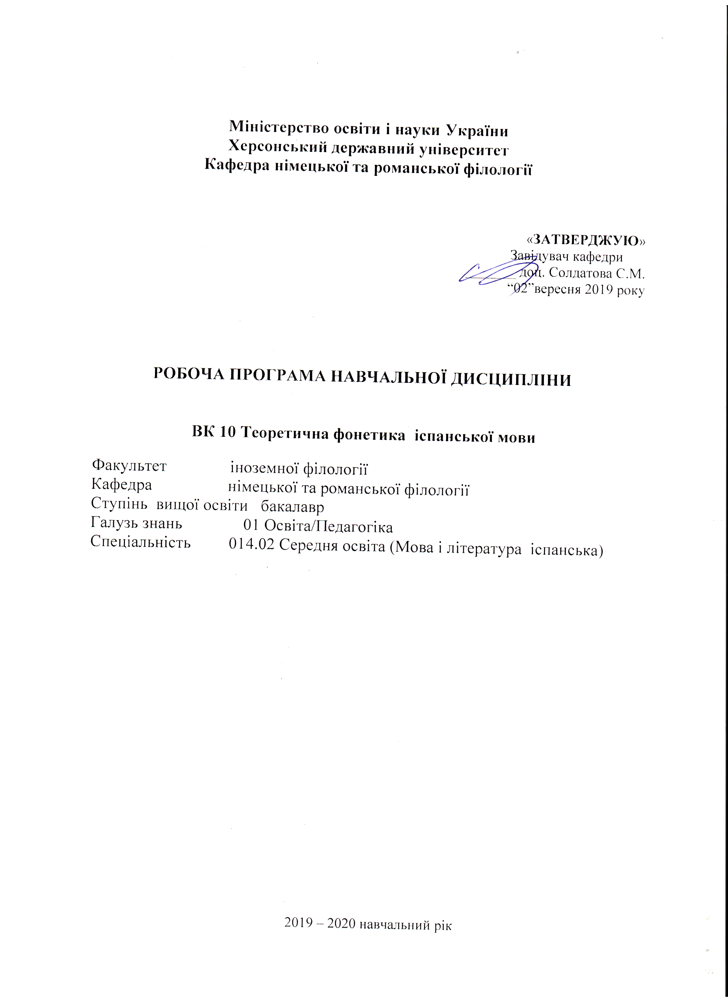 Міністерство освіти і науки України
Херсонський державний університет
Кафедра німецької та романської філології
«ЗАТВЕРДЖУЮ»
Завідувач кафедри
________ доц. Солдатова С.М.
“02”вересня 2019 року
РОБОЧА ПРОГРАМА НАВЧАЛЬНОЇ ДИСЦИПЛІНИ
ВК 10 Теоретична фонетика іспанської мови
Факультет іноземної філології
Кафедра німецької та романської філології
Ступінь вищої освіти бакалавр
Галузь знань 01 Освіта/Педагогіка
Спеціальність 014.02 Середня освіта (Мова і література іспанська)
2019 – 2020 навчальний рік